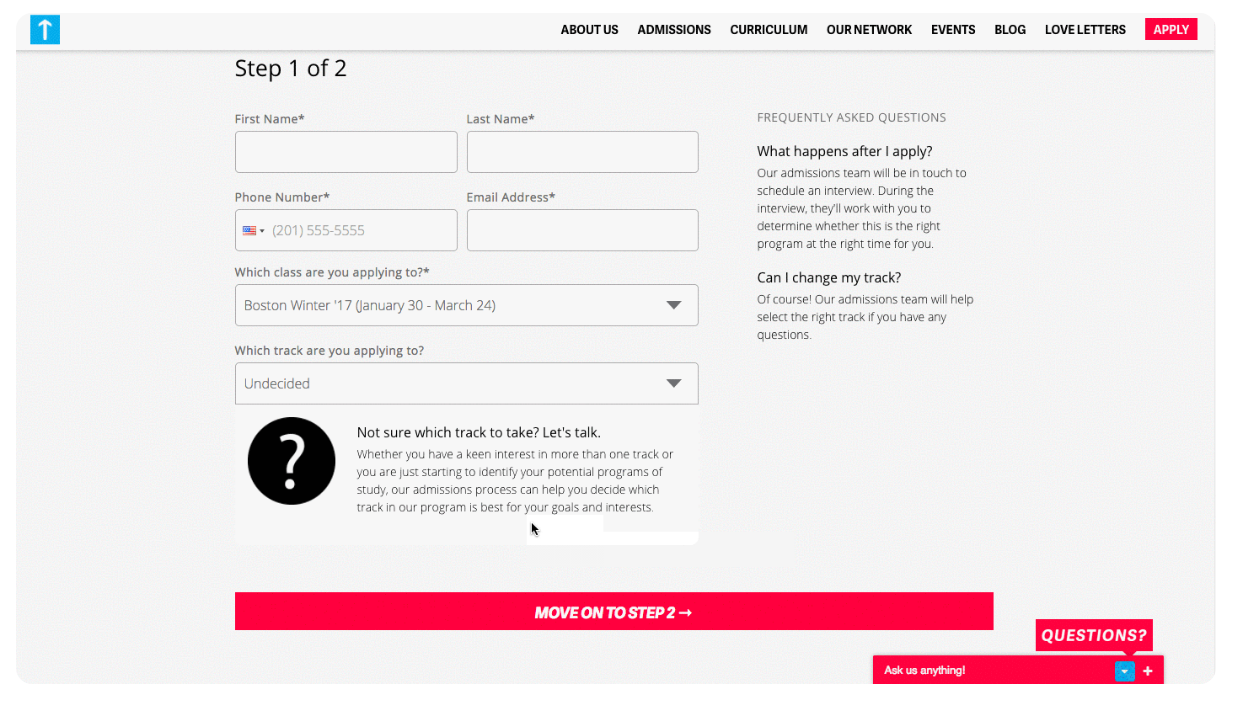 ABOUT US ADMISSIONS CURRICULUM OUR NETWORK EVENTS BLOG LOVE LETTERS APPLY
Step 1 of 2
First Name*
Last Name*
Phone Number*
Email Address*
(201) 555-5555
Which class are you applying to?*
Boston Winter '17 (January 30 - March 24)
Which track are you applying to?
Undecided
?
Not sure which track to take? Let's talk.
Whether you have a keen interest in more than one track or
you are just starting to identify your potential programs of
study, our admissions process can help you decide which
track in our program is best for your goals and interests.
FREQUENTLY ASKED QUESTIONS
What happens after I apply?
Our admissions team will be in touch to
schedule an interview. During the
interview, they'll work with you to
determine whether this is the right
program at the right time for you.
Can I change my track?
Of course! Our admissions team will help
select the right track if you have any
questions.
MOVE ON TO STEP 2 →
QUESTIONS?
Ask us anything!
+